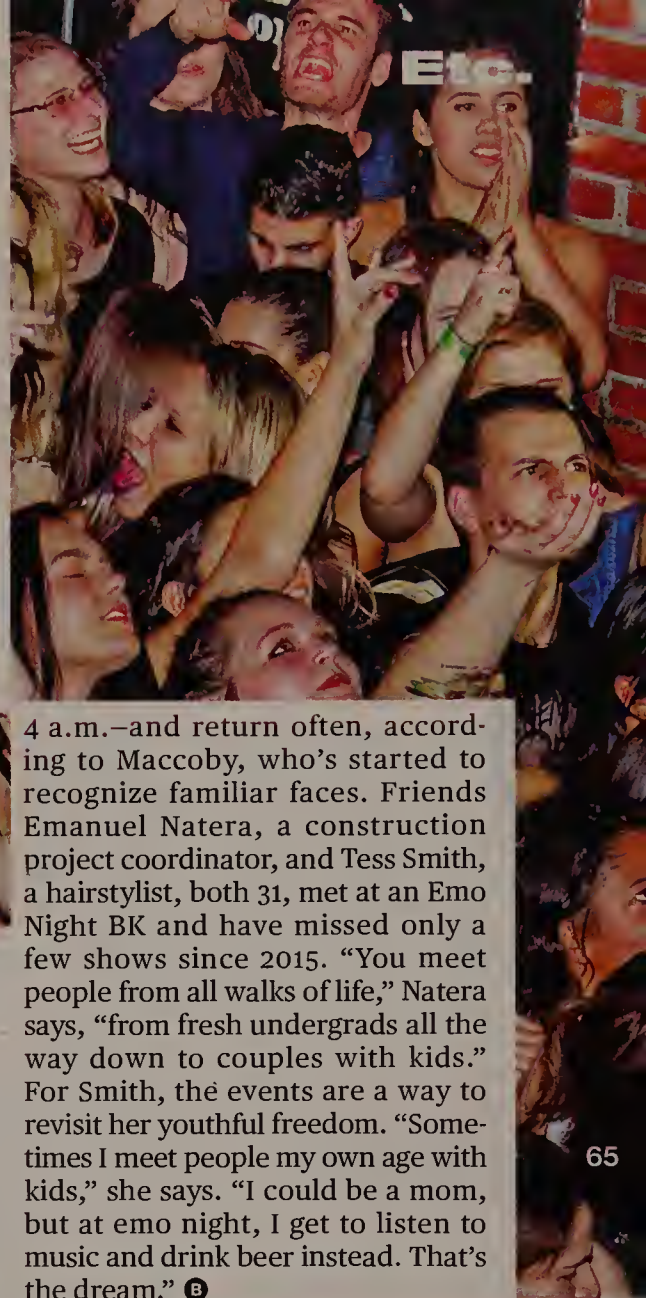 Etc.
4 a.m.–and return often, accord-
ing to Maccoby, who's started to
recognize familiar faces. Friends
Emanuel Natera, a construction
project coordinator, and Tess Smith,
a hairstylist, both 31, met at an Emo
Night BK and have missed only a
few shows since 2015. “You meet
people from all walks of life,” Natera
says, “from fresh undergrads all the
way down to couples with kids.”
For Smith, the events are a way to
revisit her youthful freedom. “Some-
times I meet people my own age with
kids,” she says. “I could be a mom,
but at emo night, I get to listen to
music and drink beer instead. That's
the dream.” B
65